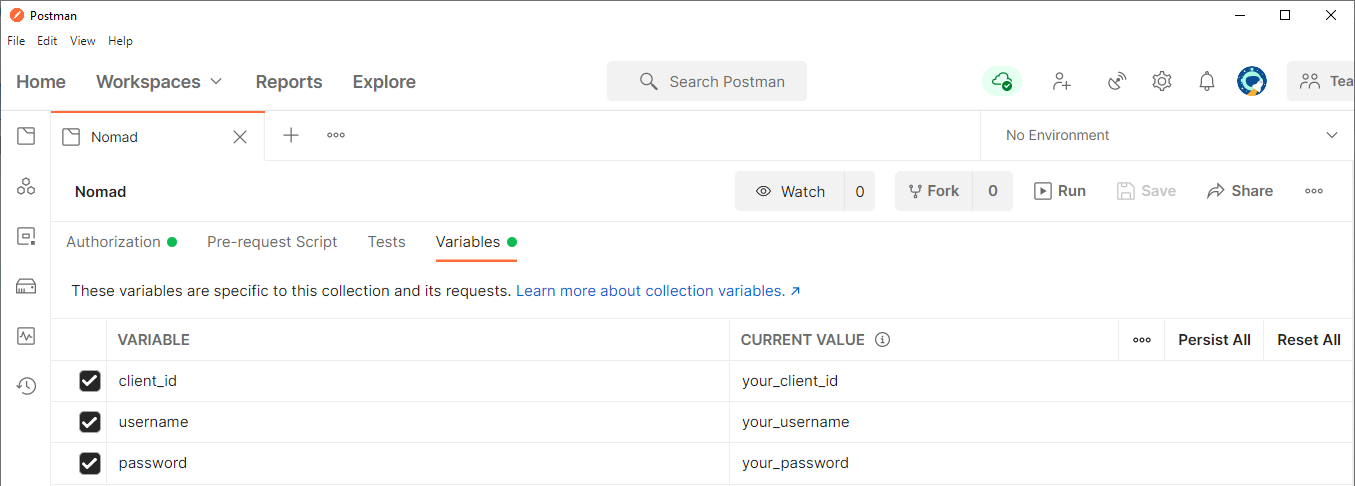 Postman
File Edit View Help
Home Workspaces Reports Explore Search Postman Tea
Nomad No Environment
Nomad Watch 0 Fork 0 Run Save Share
Authorization Pre-request Script Tests Variables
These variables are specific to this collection and its requests. Learn more about collection variables. ↗
VARIABLE CURRENT VALUE Persist All Reset All
client_id your_client_id
username your_username
password your_password